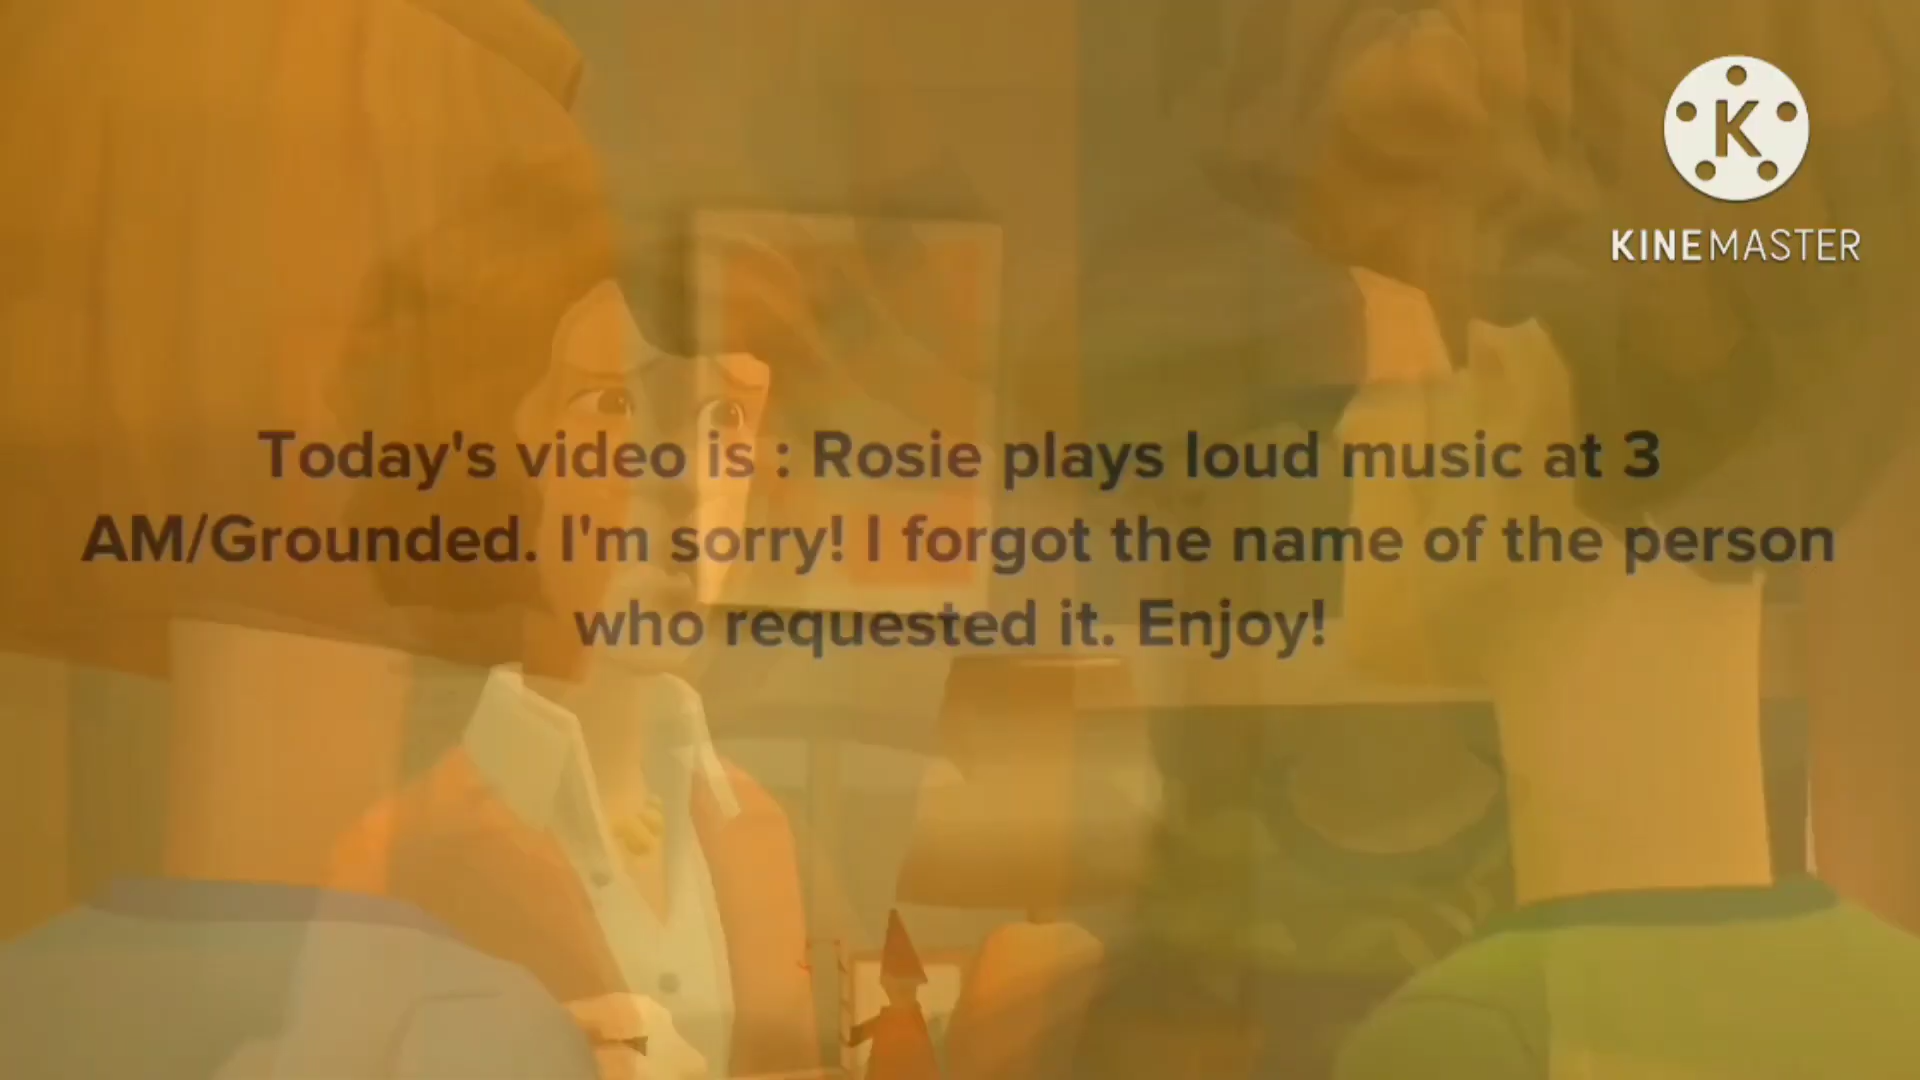 K
KINEMASTER
Today's video is : Rosie plays loud music at 3
AM/Grounded. I'm sorry! I forgot the name of the person
who requested it. Enjoy!